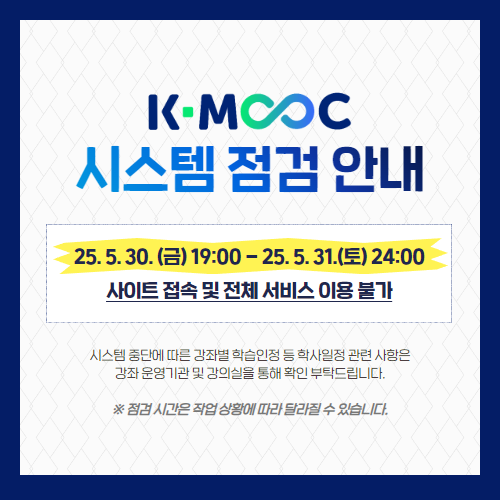 K·MOOC
시스템 점검 안내
25. 5. 30. (금) 19:00 – 25. 5. 31.(토) 24:00
사이트 접속 및 전체 서비스 이용 불가
시스템 중단에 따른 강좌별 학습인정 등 학사일정 관련 사항은
강좌 운영기관 및 강의실을 통해 확인 부탁드립니다.
※ 점검 시간은 작업 상황에 따라 달라질 수 있습니다.